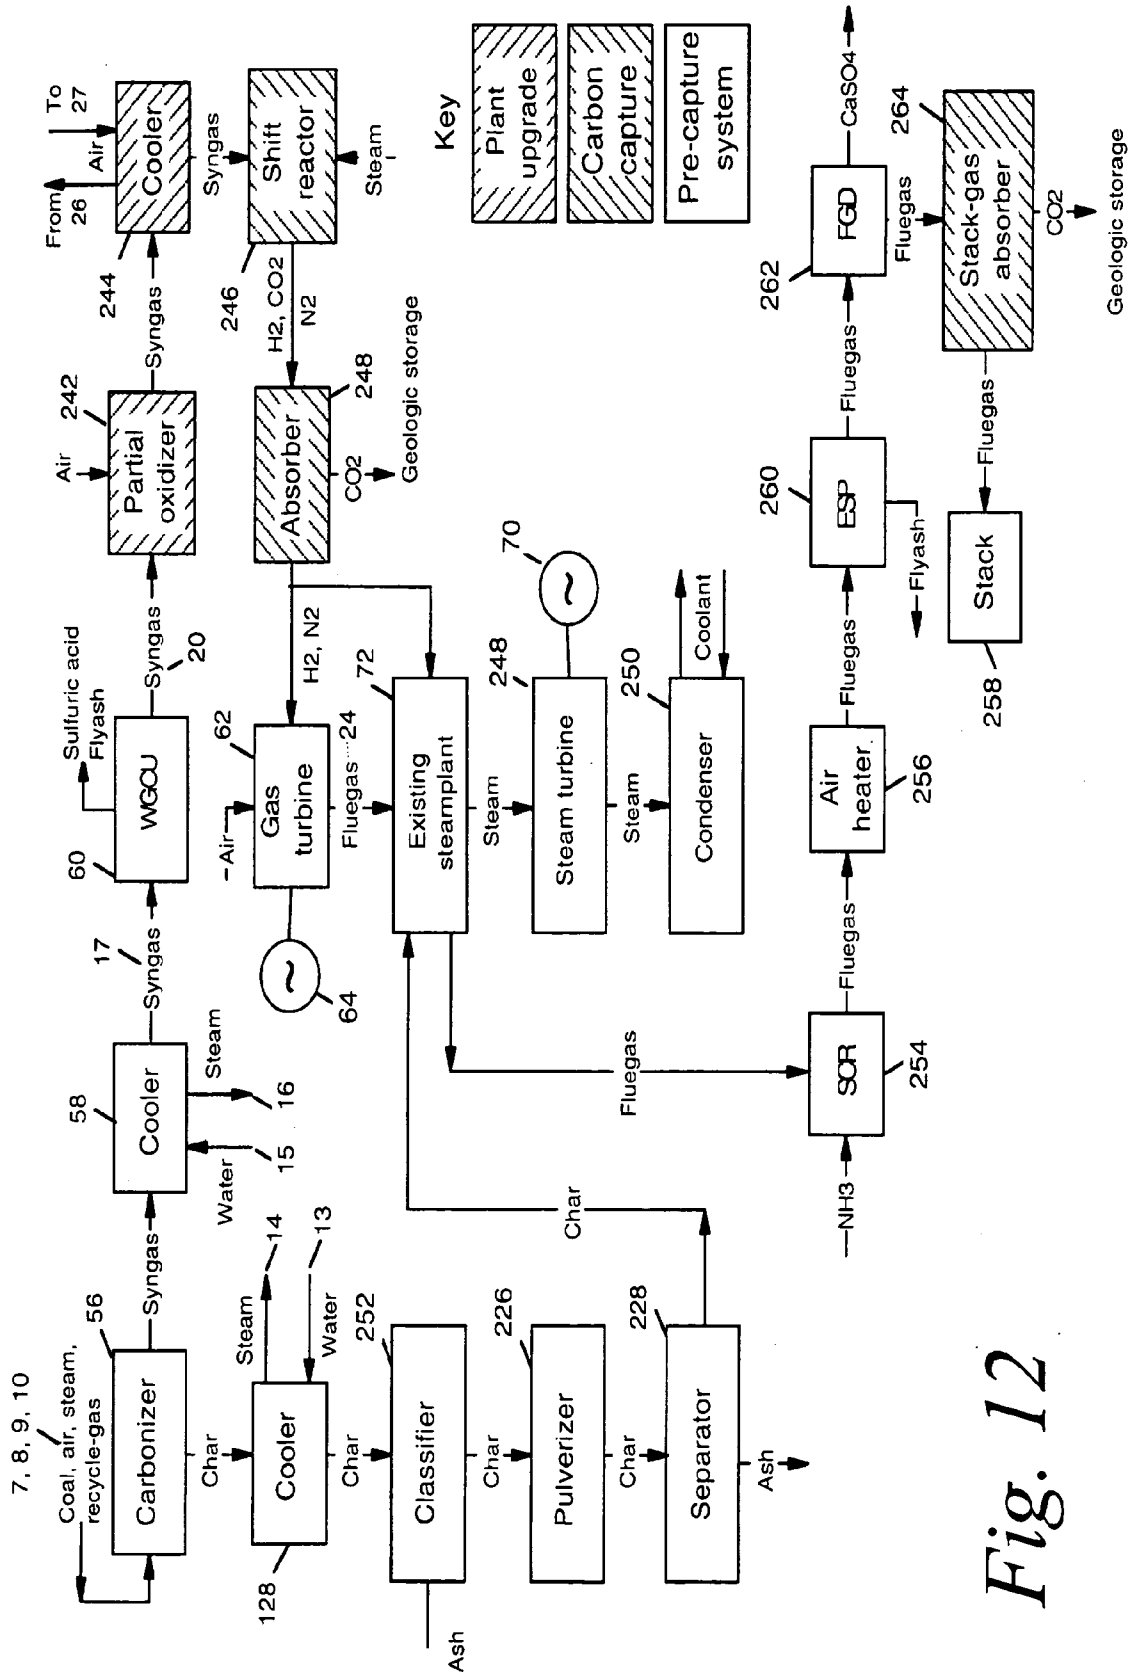 7, 8, 9, 10
Coal, air, steam,
recycle-gas
56
Carbonizer
Syngas
58
Cooler
Water
15
Steam
16
17
Syngas
60
WGCU
Sulfuric acid
Flyash
Syngas
20
242
Air
Partial
oxidizer
Syngas
244
Cooler
From
26
Air
To
27
Syngas
246
Shift
reactor
Steam
H2, CO2
N2
248
Absorber
CO2
Geologic storage
H2, N2
62
Air
Gas
turbine
64
Fluegas
24
72
Existing
steamplant
Steam
248
Steam turbine
70
Steam
250
Condenser
Coolant
Char
128
Cooler
Steam
14
13
Water
Char
252
Classifier
Ash
Char
226
Pulverizer
Char
228
Separator
Ash
Char
Fluegas
NH3
SCR
254
Fluegas
Air
heater
256
Fluegas
260
ESP
Flyash
Fluegas
262
FGD
CaSO4
Fluegas
264
Stack-gas
absorber
CO2
Geologic storage
Fluegas
Stack
258
Key
Plant
upgrade
Carbon
capture
Pre-capture
system
Fig. 12